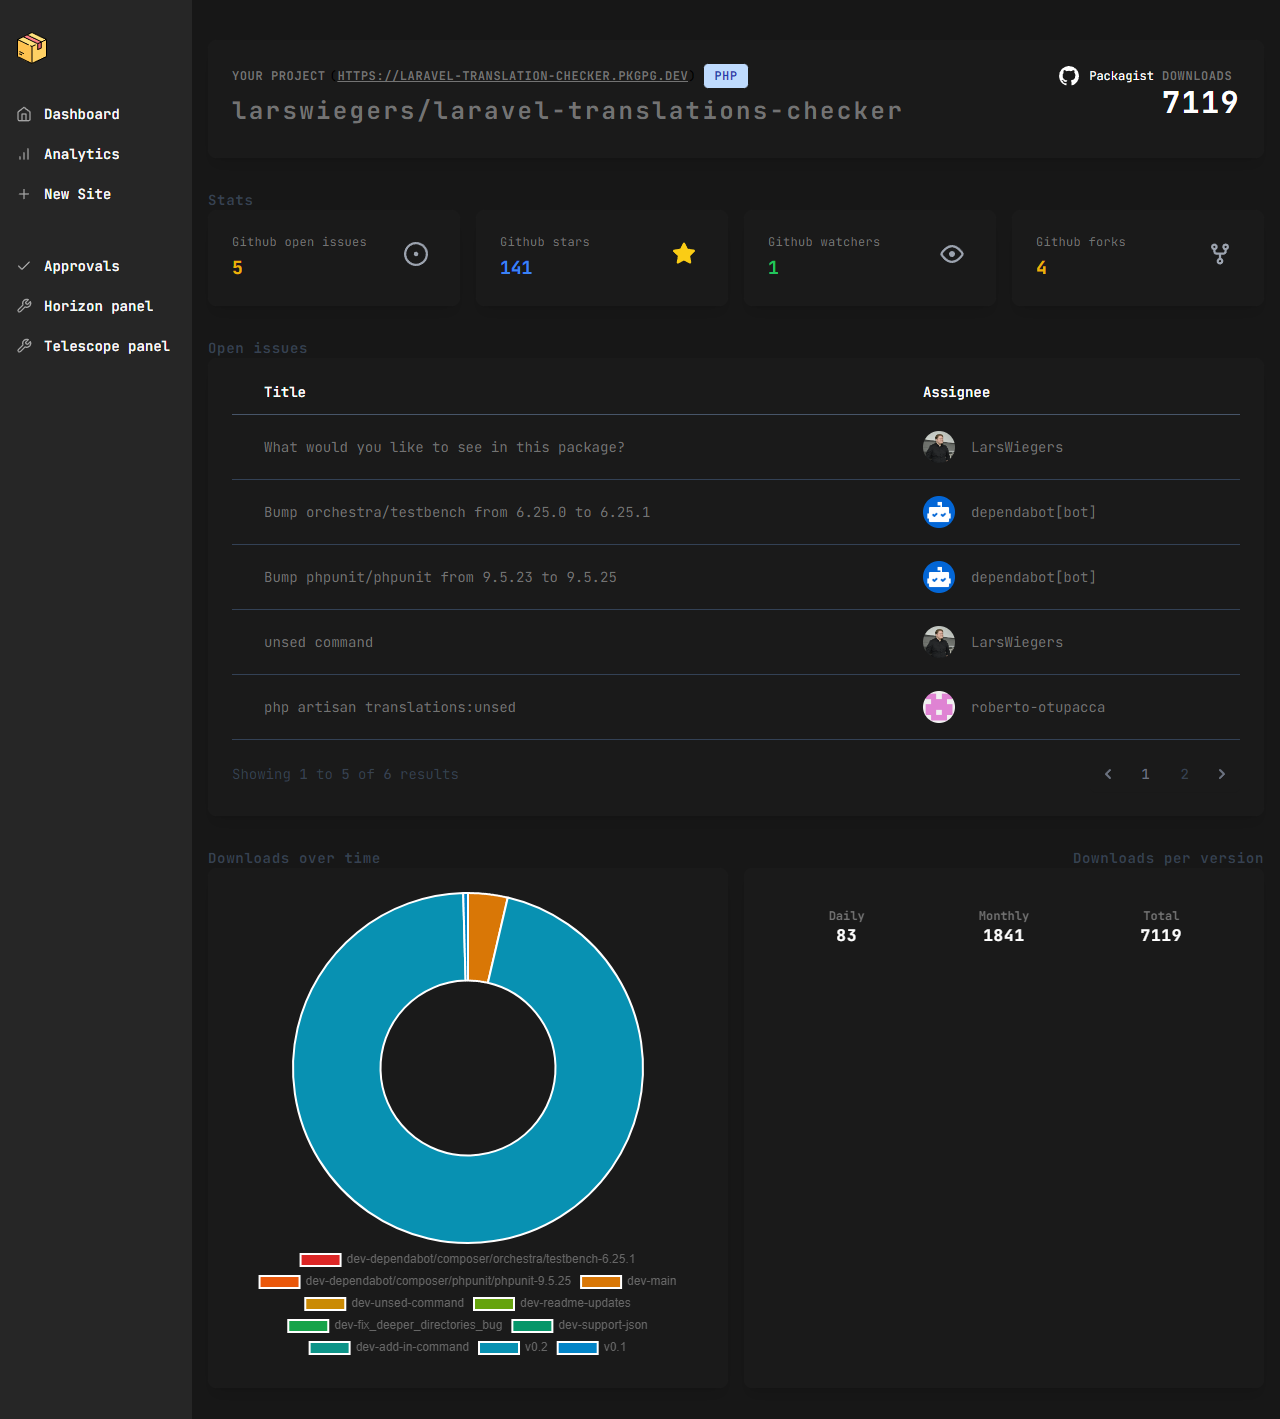 Dashboard
Analytics
New Site
Approvals
Horizon panel
Telescope panel
YOUR PROJECT (HTTPS://LARAVEL-TRANSLATION-CHECKER.PKGPG.DEV) PHP
larswiegers/laravel-translations-checker
Packagist DOWNLOADS
7119
Stats
Github open issues
5
Github stars
141
Github watchers
1
Github forks
4
Open issues
Title Assignee
What would you like to see in this package? LarsWiegers
Bump orchestra/testbench from 6.25.0 to 6.25.1 dependabot[bot]
Bump phpunit/phpunit from 9.5.23 to 9.5.25 dependabot[bot]
unsed command LarsWiegers
php artisan translations:unsed roberto-otupacca
Showing 1 to 5 of 6 results 1 2
Downloads over time
dev-dependabot/composer/orchestra/testbench-6.25.1
dev-dependabot/composer/phpunit/phpunit-9.5.25 dev-main
dev-unsed-command dev-readme-updates
dev-fix_deeper_directories_bug dev-support-json
dev-add-in-command v0.2 v0.1
Downloads per version
Daily Monthly Total
83 1841 7119